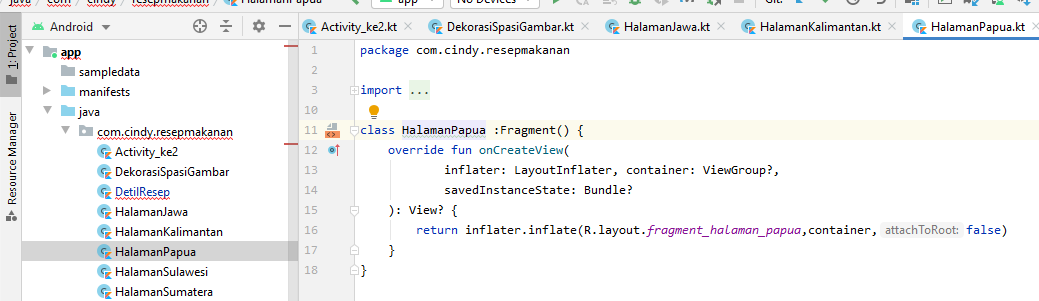 java com cindy resepmakanan HalamanPapua app No Devices Git:
Android
Activity_ke2.kt DekorasiSpasiGambar.kt HalamanJawa.kt HalamanKalimantan.kt HalamanPapua.kt
1: Project
Resource Manager
app
sampledata
manifests
java
com.cindy.resepmakanan
Activity_ke2
DekorasiSpasiGambar
DetilResep
HalamanJawa
HalamanKalimantan
HalamanPapua
HalamanSulawesi
HalamanSumatera
1 package com.cindy.resepmakanan
2
3 import ...
10
11 class HalamanPapua :Fragment() {
12 override fun onCreateView(
13 inflater: LayoutInflater, container: ViewGroup?,
14 savedInstanceState: Bundle?
15 ): View? {
16 return inflater.inflate(R.layout.fragment_halaman_papua,container, attachToRoot: false)
17 }
18 }